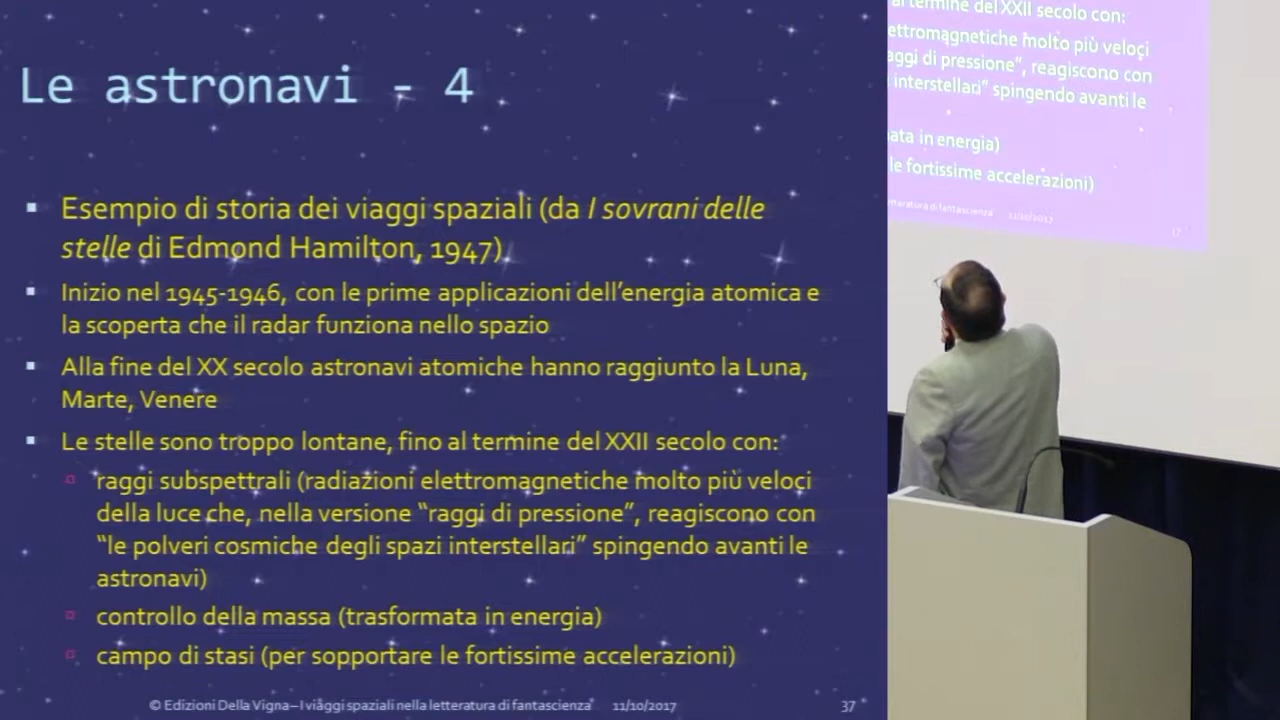 Le astronavi - 4
Esempio di storia dei viaggi spaziali (da I sovrani delle
stelle di Edmond Hamilton, 1947)
Inizio nel 1945-1946, con le prime applicazioni dell'energia atomica e
la scoperta che il radar funziona nello spazio
Alla fine del XX secolo astronavi atomiche hanno raggiunto la Luna,
Marte, Venere
Le stelle sono troppo lontane, fino al termine del XXII secolo con:
raggi subspettrali (radiazioni elettromagnetiche molto più veloci
della luce che, nella versione "raggi di pressione", reagiscono con
"le polveri cosmiche degli spazi interstellari" spingendo avanti le
astronavi)
controllo della massa (trasformata in energia)
campo di stasi (per sopportare le fortissime accelerazioni)
© Edizioni Della Vigna – I viaggi spaziali nella letteratura di fantascienza 11/10/2017 37
al termine del XXII secolo con:
ettromagnetiche molto più veloci
aggi di pressione", reagiscono con
interstellari" spingendo avanti le
ata in energia)
le fortissime accelerazioni)
letteratura di fantascienza 11/10/2017